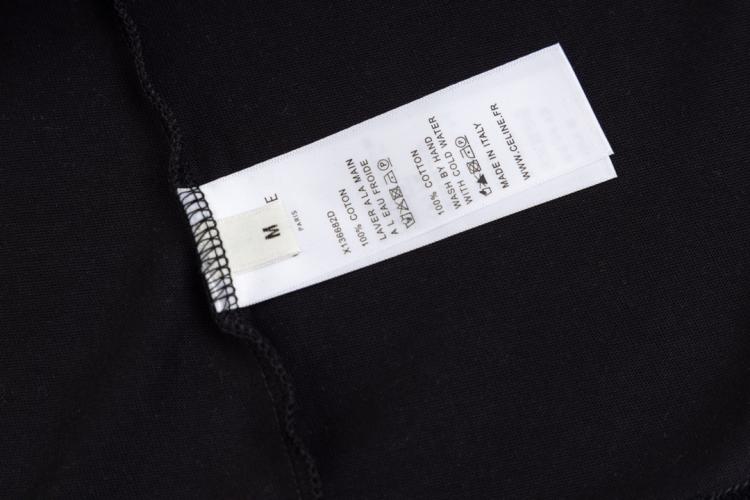 E
PARIS
M
X136682D
100% COTON
LAVER A LA MAIN
A L EAU FROIDE
100% COTTON
WASH BY HAND
WITH COLD WATER
MADE IN ITALY
WWW.CELINE.FR